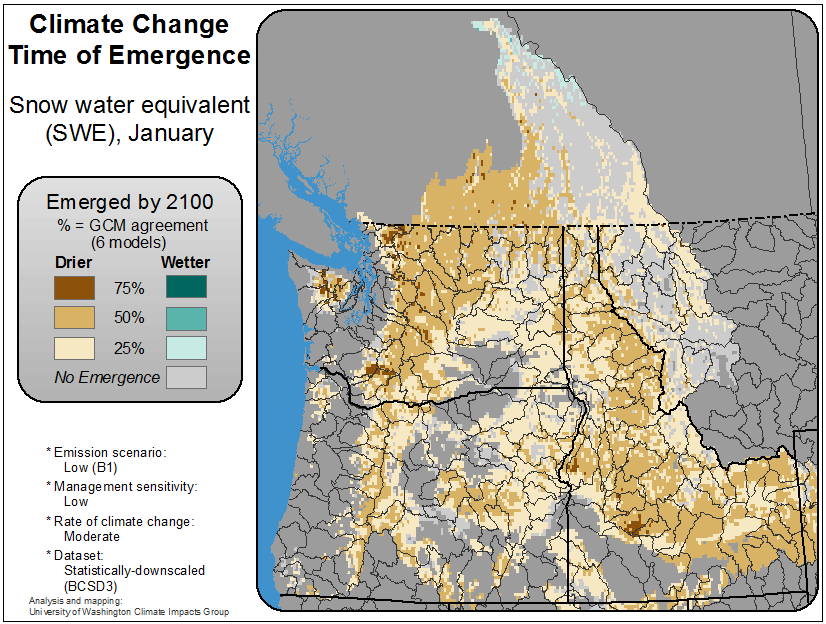 Climate Change
Time of Emergence
Snow water equivalent
(SWE), January
Emerged by 2100
% = GCM agreement
(6 models)
Drier Wetter
75%
50%
25%
No Emergence
* Emission scenario:
Low (B1)
* Management sensitivity:
Low
* Rate of climate change:
Moderate
* Dataset:
Statistically-downscaled
(BCSD3)
Analysis and mapping:
University of Washington Climate Impacts Group